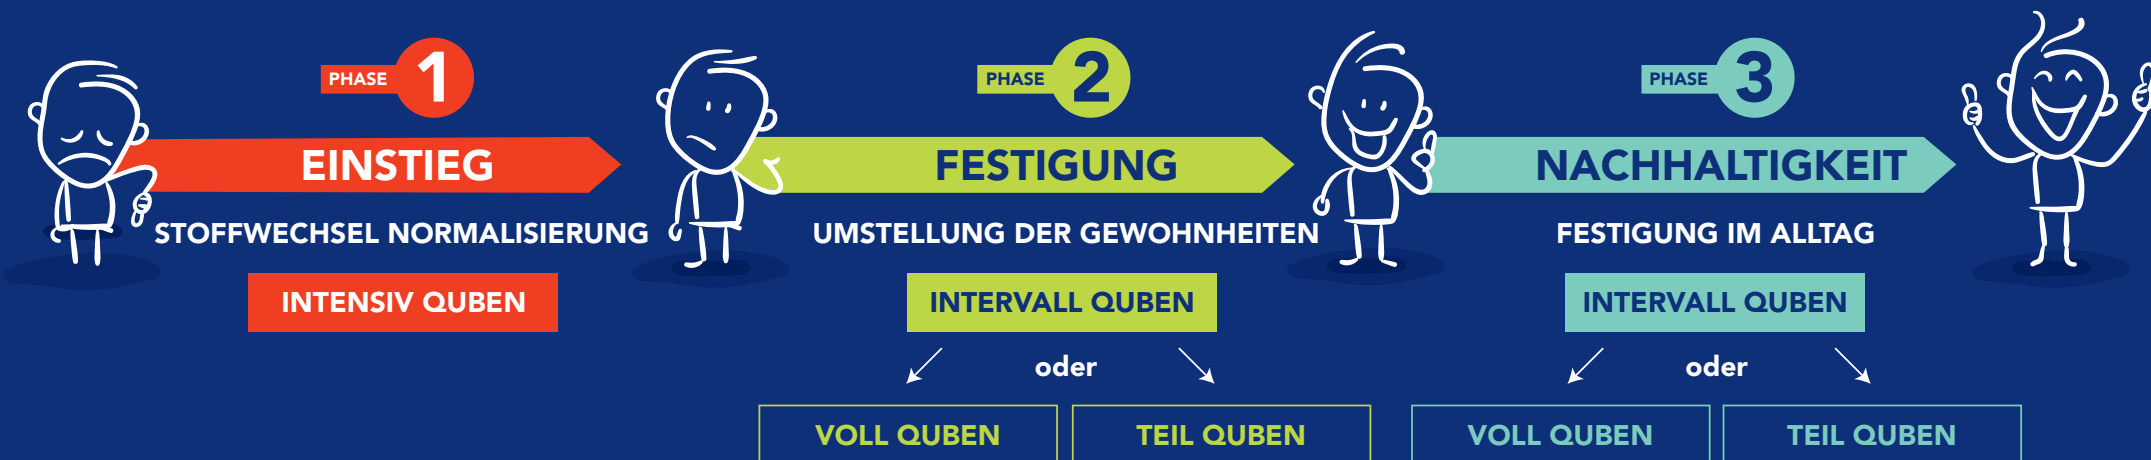 PHASE 1
EINSTIEG
STOFFWECHSEL NORMALISIERUNG
INTENSIV QUBEN
PHASE 2
FESTIGUNG
UMSTELLUNG DER GEWOHNHEITEN
INTERVALL QUBEN
oder
VOLL QUBEN
TEIL QUBEN
PHASE 3
NACHHALTIGKEIT
FESTIGUNG IM ALLTAG
INTERVALL QUBEN
oder
VOLL QUBEN
TEIL QUBEN